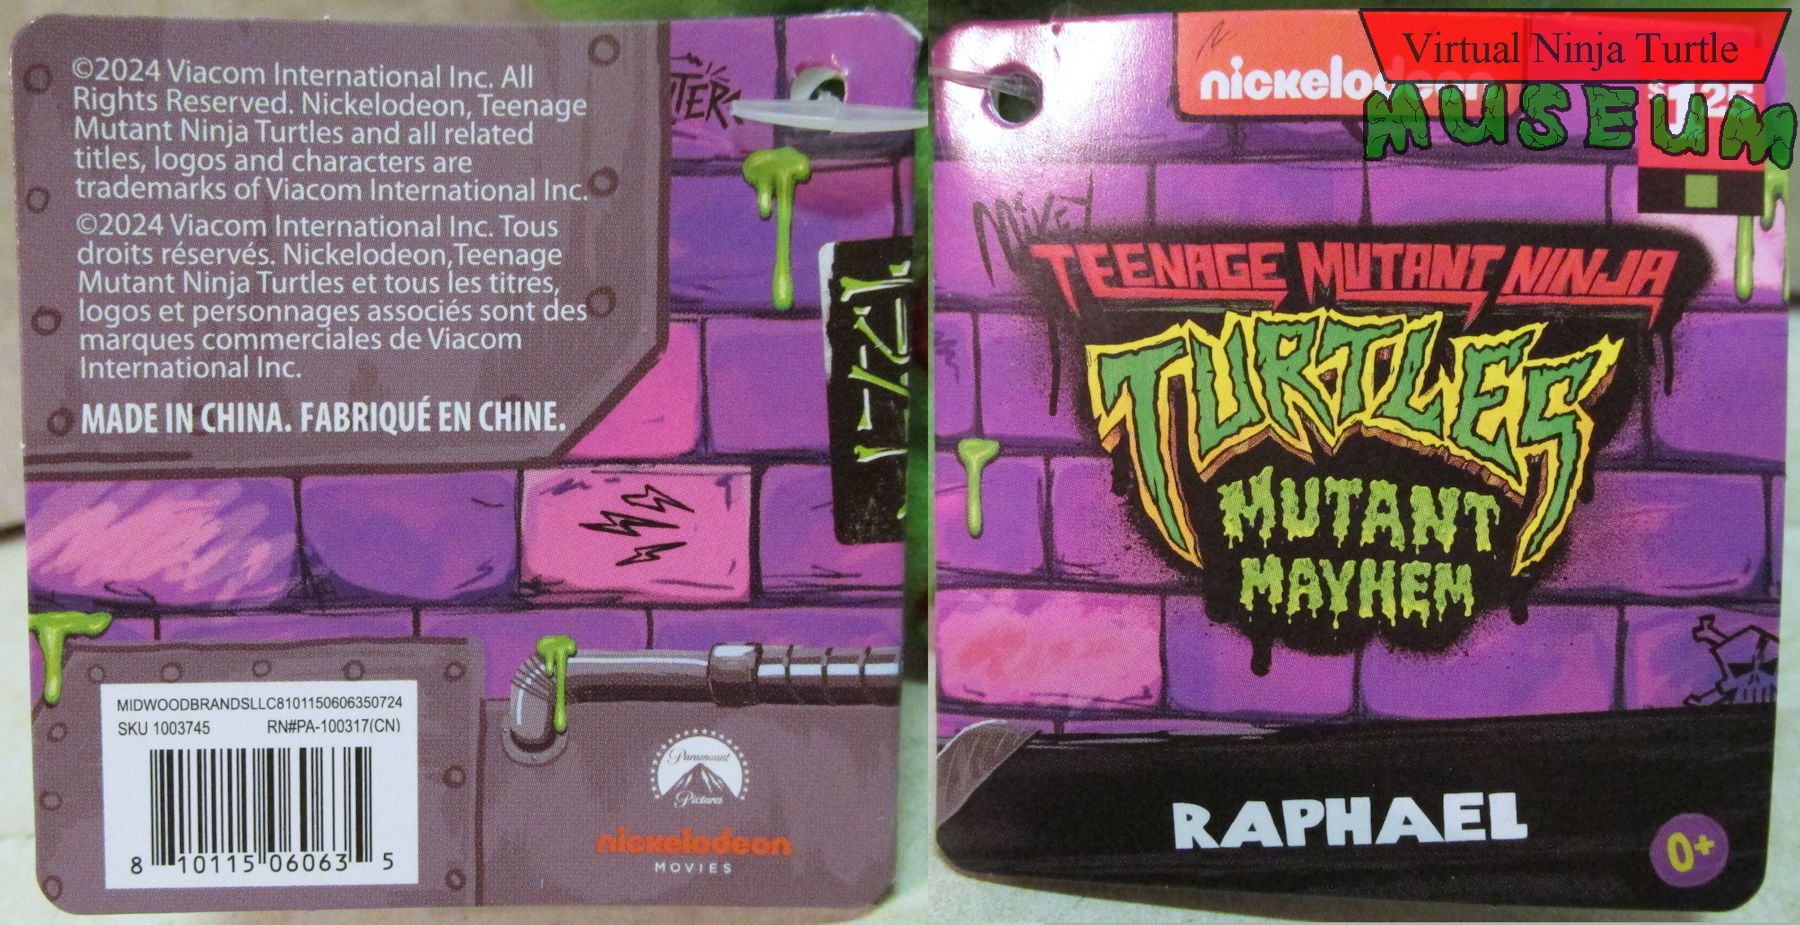 ©2024 Viacom International Inc. All
Rights Reserved. Nickelodeon, Teenage
Mutant Ninja Turtles and all related
titles, logos and characters are
trademarks of Viacom International Inc.
©2024 Viacom International Inc. Tous
droits réservés. Nickelodeon,Teenage
Mutant Ninja Turtles et tous les titres,
logos et personnages associés sont des
marques commerciales de Viacom
International Inc.
MADE IN CHINA. FABRIQUÉ EN CHINE.
MIDWOODBRANDSLLC8101150606350724
SKU 1003745 RN#PA-100317(CN)
8 10115 06063 5
Paramount
Pictures
nickelodeon
MOVIES
Virtual Ninja Turtle
MUSEUM
nickelodeon
$1.25
MiKEY
TEENAGE MUTANT NINJA
TURTLES
MUTANT
MAYHEM
RAPHAEL
0+